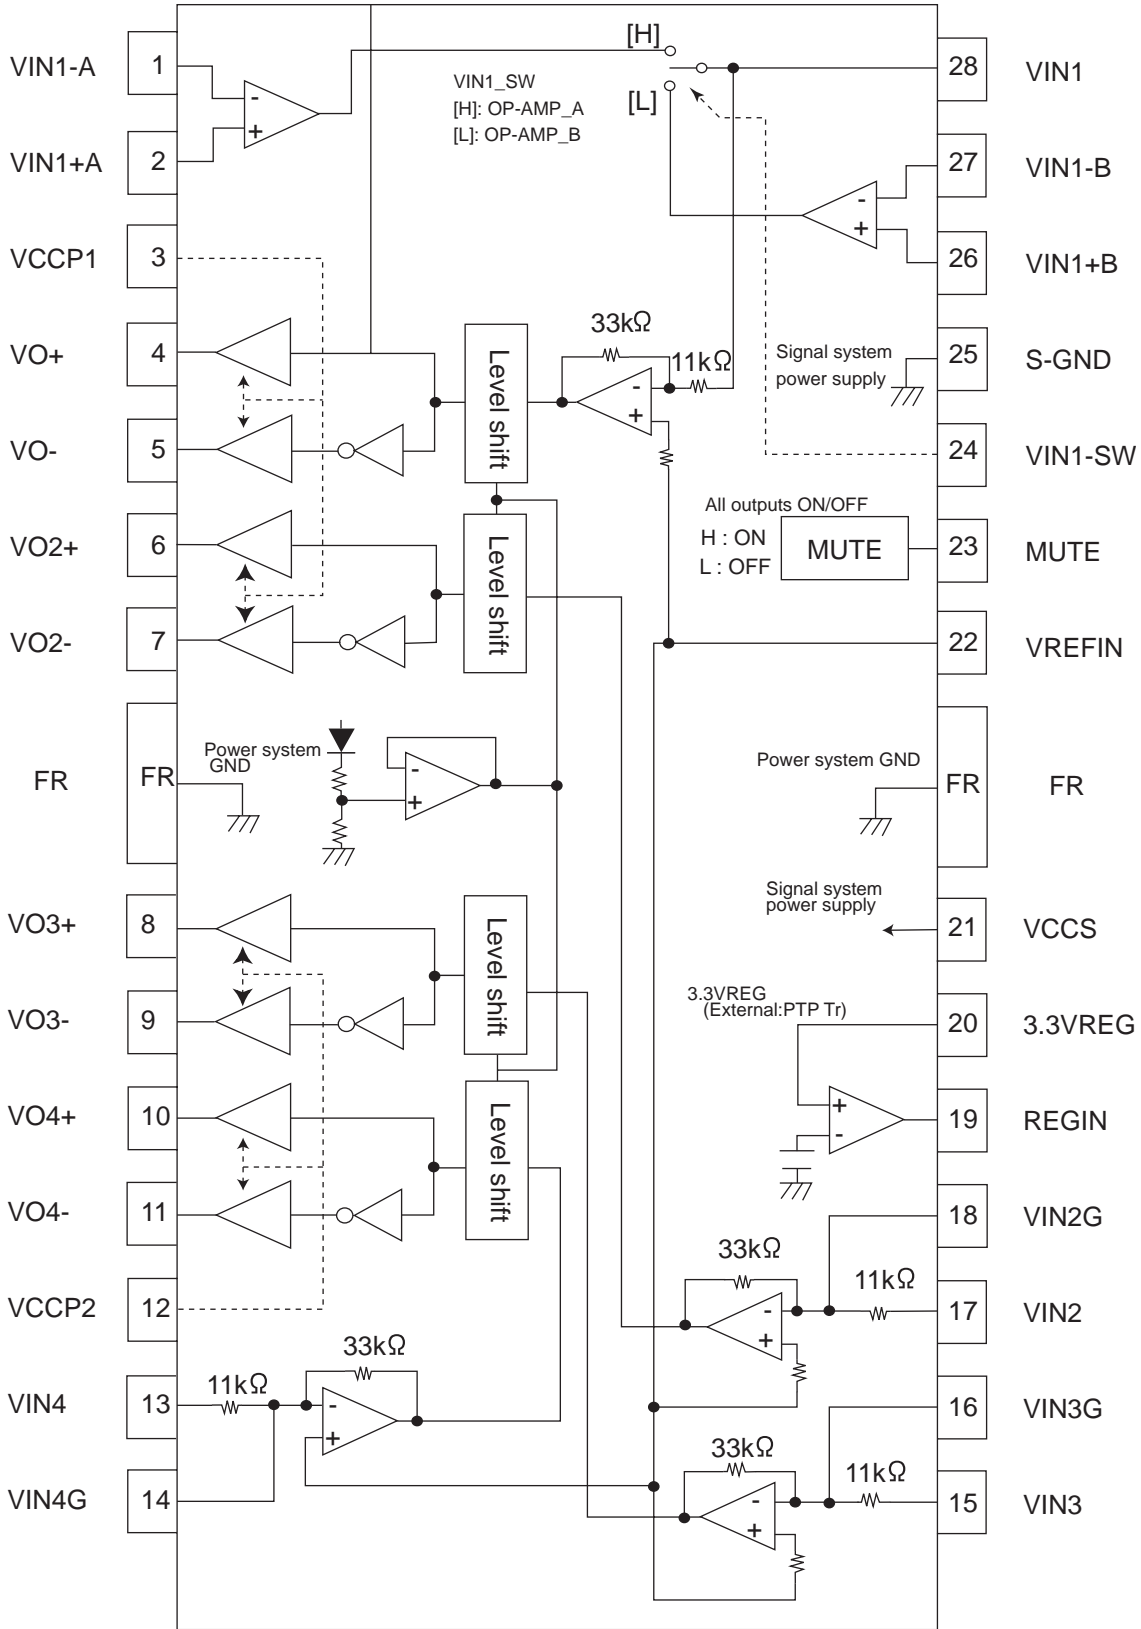 VIN1-A
1
VIN1+A
2
VCCP1
3
VO+
4
VO-
5
VO2+
6
VO2-
7
FR
FR
VO3+
8
VO3-
9
VO4+
10
VO4-
11
VCCP2
12
VIN4
13
VIN4G
14
-
+
VIN1_SW
[H]: OP-AMP_A
[L]: OP-AMP_B
[H]
[L]
28
VIN1
27
VIN1-B
-
+
26
VIN1+B
Signal system
power supply
25
S-GND
24
VIN1-SW
33kΩ
11kΩ
-
+
Level shift
Level shift
All outputs ON/OFF
H : ON
L : OFF
MUTE
23
MUTE
22
VREFIN
Power system
GND
-
+
Power system GND
FR
FR
Signal system
power supply
21
VCCS
Level shift
Level shift
3.3VREG
(External:PTP Tr)
20
3.3VREG
+
-
19
REGIN
18
VIN2G
33kΩ
11kΩ
-
+
17
VIN2
11kΩ
33kΩ
-
+
16
VIN3G
33kΩ
11kΩ
-
+
15
VIN3